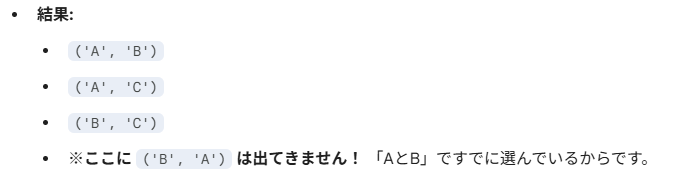 • 結果:
• ('A', 'B')
• ('A', 'C')
• ('B', 'C')
• ※ここに ('B', 'A') は出てきません！ 「AとB」ですでに選んでいるからです。